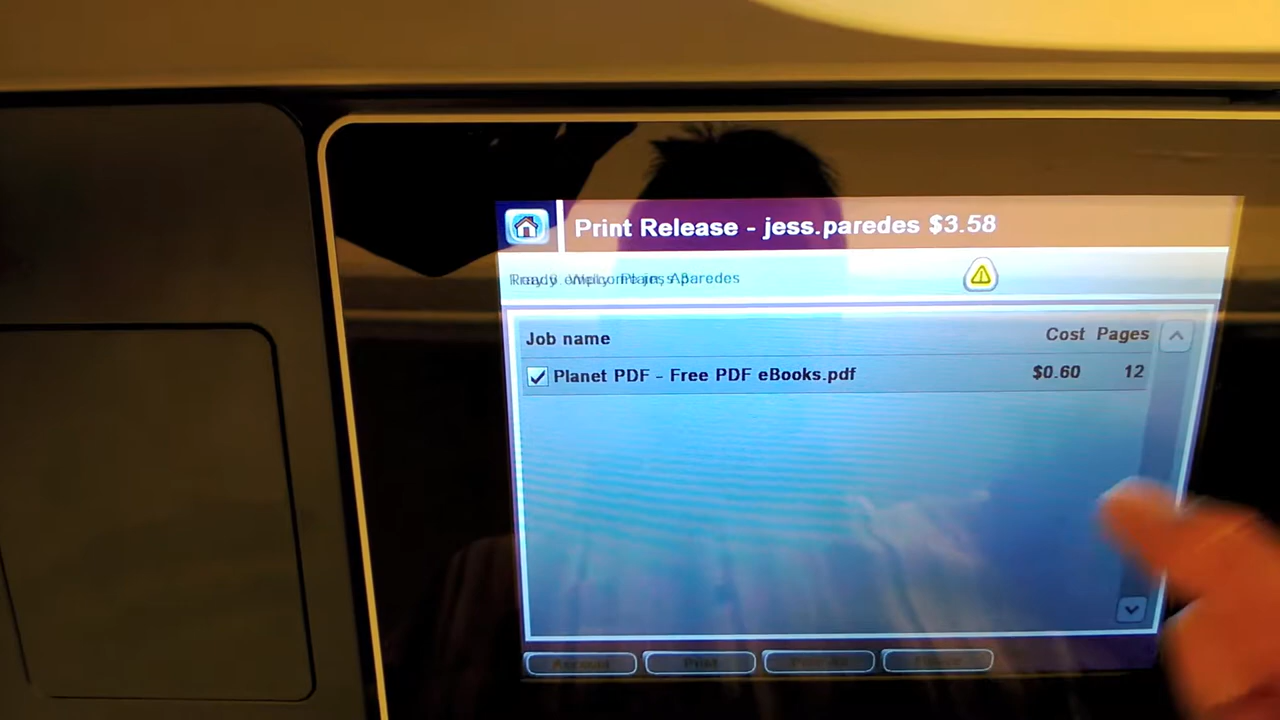 Print Release - jess.paredes $3.58
Job name Cost Pages
Planet PDF - Free PDF eBooks.pdf $0.60 12
Print